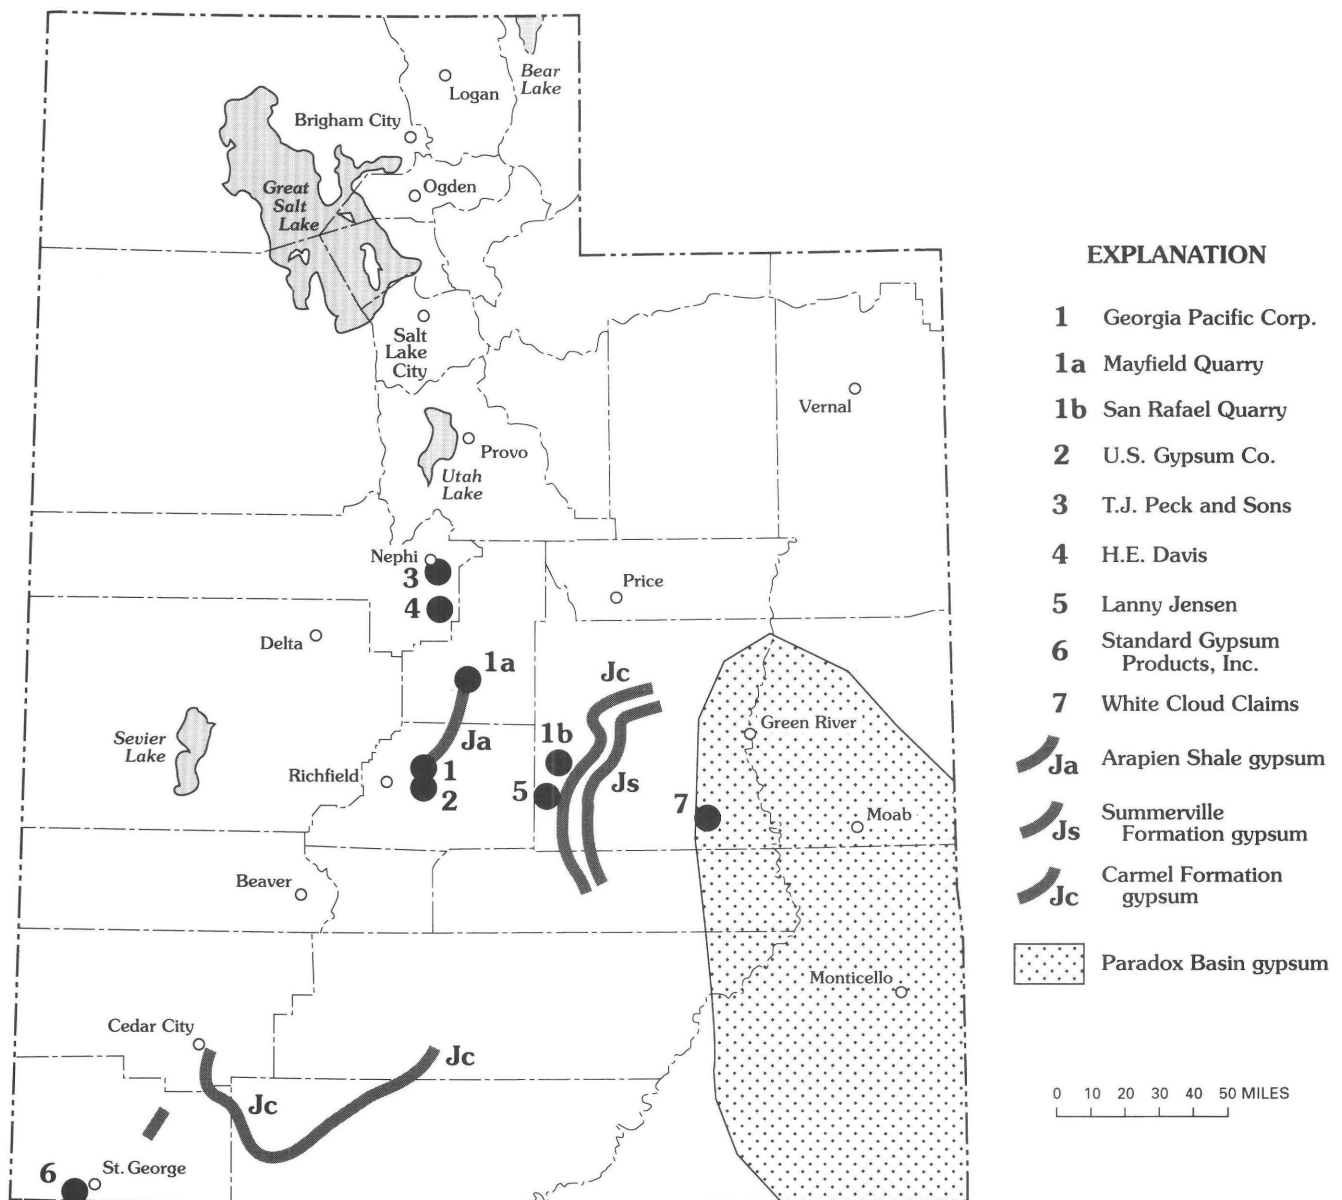 Bear
Lake
Logan
Brigham City
Ogden
Great
Salt
Lake
Salt
Lake
City
Vernal
Provo
Utah
Lake
Nephi
3
Price
4
Delta
1a
Jc
Green River
Sevier
Lake
Ja
1b
Richfield
1
Js
2
5
7
Moab
Beaver
Monticello
Cedar City
Jc
Jc
6
St. George
EXPLANATION
1 Georgia Pacific Corp.
1a Mayfield Quarry
1b San Rafael Quarry
2 U.S. Gypsum Co.
3 T.J. Peck and Sons
4 H.E. Davis
5 Lanny Jensen
6 Standard Gypsum
Products, Inc.
7 White Cloud Claims
Ja Arapien Shale gypsum
Js Summerville
Formation gypsum
Jc Carmel Formation
gypsum
Paradox Basin gypsum
0 10 20 30 40 50 MILES